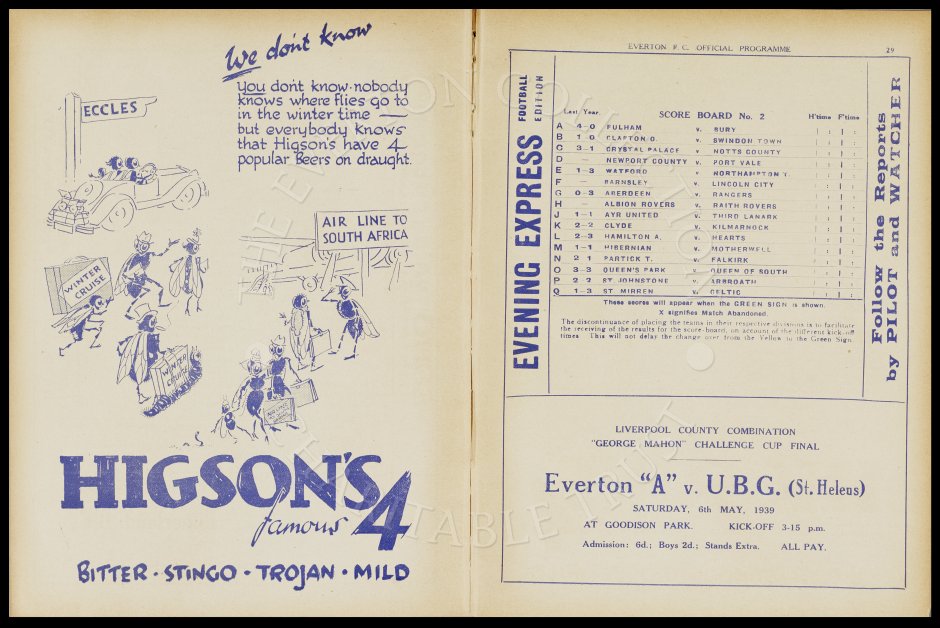 We don't know
You don't know - nobody
knows where flies go to
in the winter time —
but everybody knows
that Higson's have 4
popular Beers on draught.
ECCLES
AIR LINE TO
SOUTH AFRICA
WINTER
CRUISE
WINTER
CRUISE
HIGSON'S
famous 4
BITTER · STINGO · TROJAN · MILD
EVERTON F.C. OFFICIAL PROGRAMME 29
EVENING EXPRESS
FOOTBALL
EDITION
Last Year. SCORE BOARD No. 2 H'time F'time
A 4-0 FULHAM v. BURY
B 1-0 CLAPTON O. v. SWINDON TOWN
C 3-1 CRYSTAL PALACE v. NOTTS COUNTY
D — NEWPORT COUNTY v. PORT VALE
E 1-3 WATFORD v. NORTHAMPTON T.
F — BARNSLEY v. LINCOLN CITY
G 0-3 ABERDEEN v. RANGERS
H — ALBION ROVERS v. RAITH ROVERS
J 1-1 AYR UNITED v. THIRD LANARK
K 2-2 CLYDE v. KILMARNOCK
L 2-3 HAMILTON A. v. HEARTS
M 1-1 HIBERNIAN v. MOTHERWELL
N 2-1 PARTICK T. v. FALKIRK
O 3-3 QUEEN'S PARK v. QUEEN OF SOUTH
P 2-2 ST JOHNSTONE v. ARBROATH
Q 1-3 ST. MIRREN v. CELTIC
These scores will appear when the GREEN SIGN is shown.
X signifies Match Abandoned.
The discontinuance of placing the teams in their respective divisions is to facilitate
the receiving of the results for the score-board, on account of the different kick-off
times. This will not delay the change over from the Yellow to the Green Sign.
Follow the Reports
by PILOT and WATCHER
LIVERPOOL COUNTY COMBINATION
"GEORGE MAHON" CHALLENGE CUP FINAL
Everton "A" v. U.B.G. (St. Helens)
SATURDAY, 6th MAY, 1939
AT GOODISON PARK. KICK-OFF 3-15 p.m.
Admission: 6d.; Boys 2d.; Stands Extra. ALL PAY.